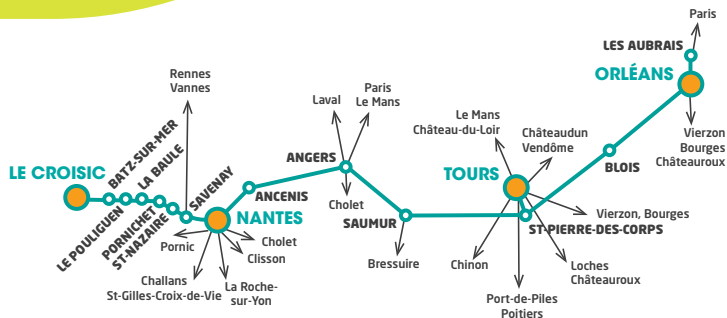 Paris
LES AUBRAIS
ORLÉANS
Vierzon
Bourges
Châteauroux
BLOIS
Rennes
Vannes
Laval
Paris
Le Mans
Le Mans
Château-du-Loir
Châteaudun
Vendôme
LE CROISIC
BATZ-SUR-MER
LE POULIGUEN
LA BAULE
PORNICHET
ST-NAZAIRE
SAVENAY
NANTES
ANCENIS
ANGERS
Cholet
SAUMUR
TOURS
ST-PIERRE-DES-CORPS
Vierzon, Bourges
Pornic
Cholet
Clisson
Challans
St-Gilles-Croix-de-Vie
La Roche-
sur-Yon
Bressuire
Chinon
Port-de-Piles
Poitiers
Loches
Châteauroux